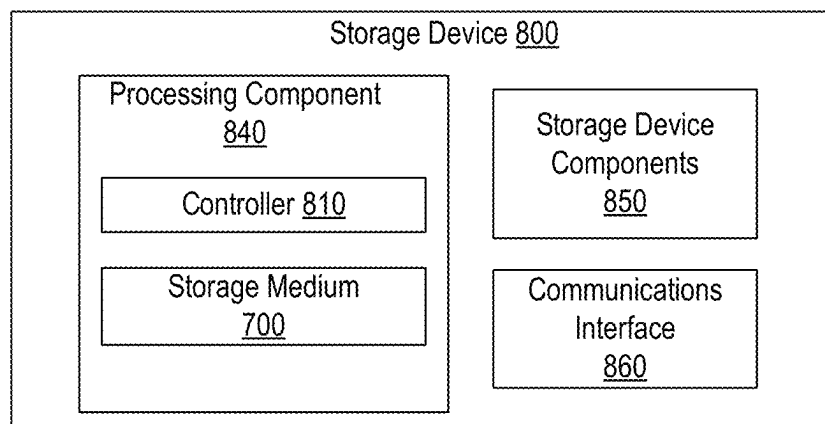 Storage Device 800
Processing Component
840
Controller 810
Storage Medium
700
Storage Device
Components
850
Communications
Interface
860